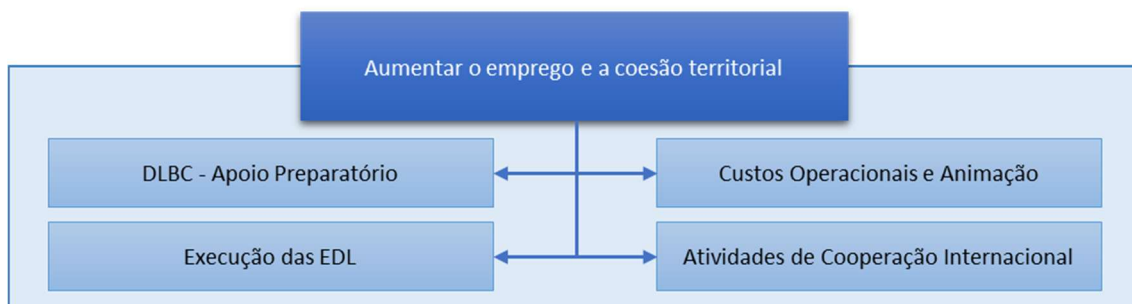 Aumentar o emprego e a coesão territorial
DLBC - Apoio Preparatório
Custos Operacionais e Animação
Execução das EDL
Atividades de Cooperação Internacional